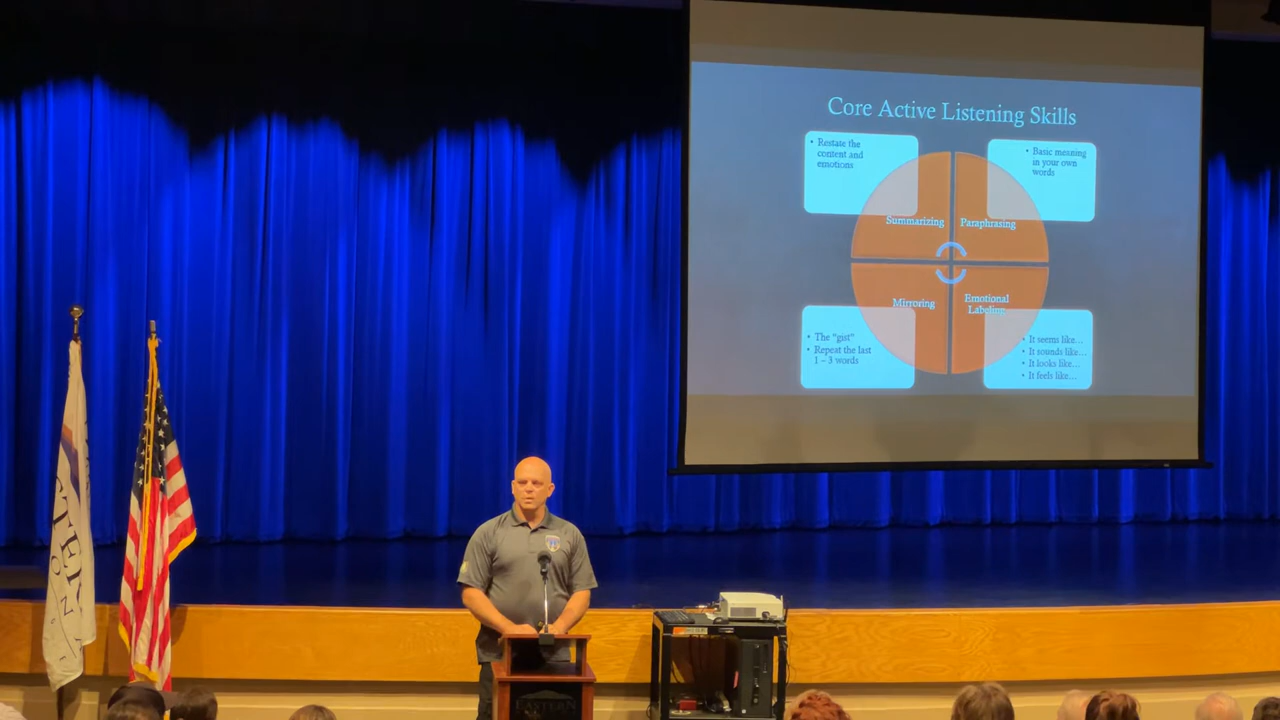 Core Active Listening Skills
• Restate the
content and
emotions
• Basic meaning
in your own
words
Summarizing
Paraphrasing
Mirroring
Emotional
Labeling
• The "gist"
• Repeat the last
1 – 3 words
• It seems like...
• It sounds like...
• It looks like...
• It feels like...
EASTERN